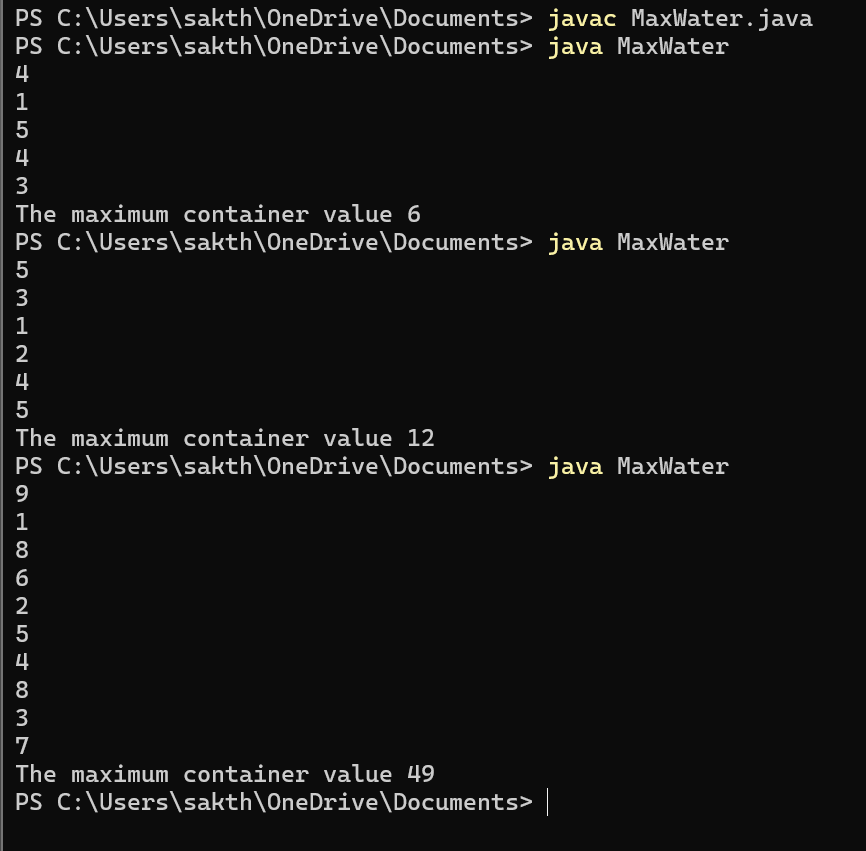 PS C:\Users\sakth\OneDrive\Documents> javac MaxWater.java
PS C:\Users\sakth\OneDrive\Documents> java MaxWater
4
1
5
4
3
The maximum container value 6
PS C:\Users\sakth\OneDrive\Documents> java MaxWater
5
3
1
2
4
5
The maximum container value 12
PS C:\Users\sakth\OneDrive\Documents> java MaxWater
9
1
8
6
2
5
4
8
3
7
The maximum container value 49
PS C:\Users\sakth\OneDrive\Documents>